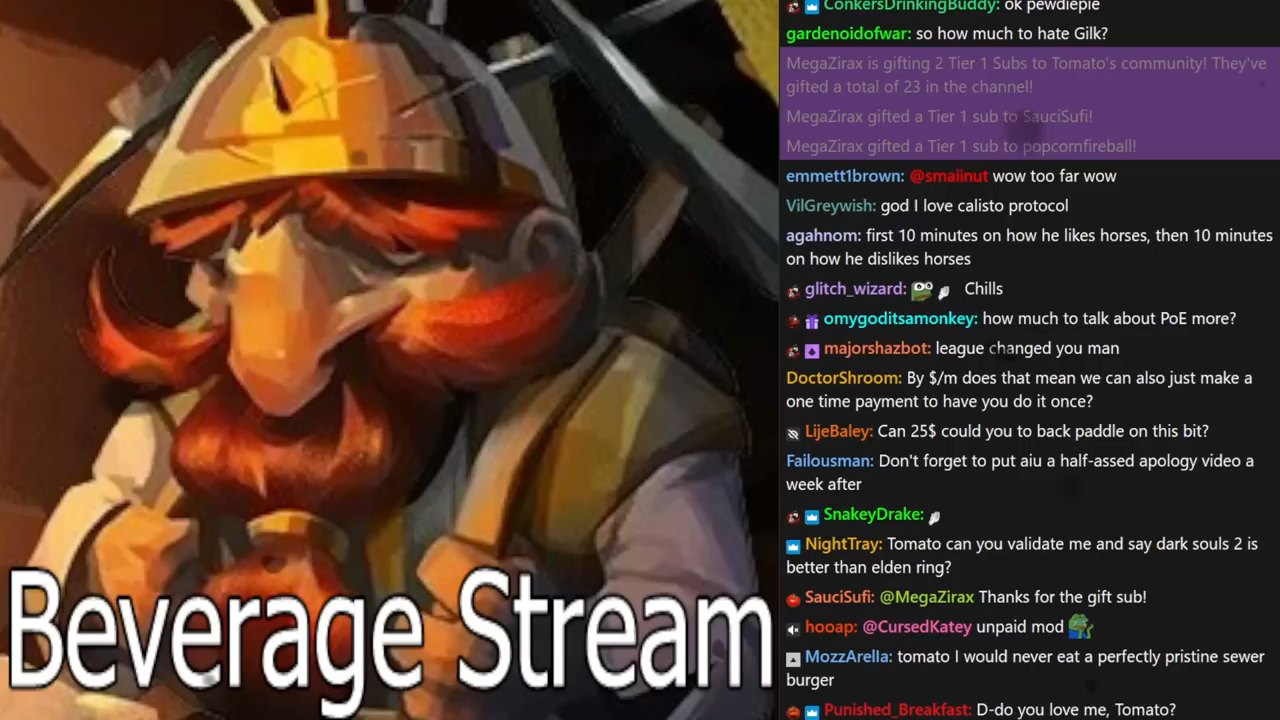 Beverage Stream
ConkersDrinkingBuddy: ok pewdiepie
gardenoidofwar: so how much to hate Gilk?
MegaZirax is gifting 2 Tier 1 Subs to Tomato's community! They've
gifted a total of 23 in the channel!
MegaZirax gifted a Tier 1 sub to SauciSufi!
MegaZirax gifted a Tier 1 sub to popcornfireball!
emmett1brown: @smaiinut wow too far wow
VilGreywish: god I love calisto protocol
agahnom: first 10 minutes on how he likes horses, then 10 minutes
on how he dislikes horses
glitch_wizard: Chills
omygoditsamonkey: how much to talk about PoE more?
majorshazbot: league changed you man
DoctorShroom: By $/m does that mean we can also just make a
one time payment to have you do it once?
LijeBaley: Can 25$ could you to back paddle on this bit?
Failousman: Don't forget to put aiu a half-assed apology video a
week after
SnakeyDrake:
NightTray: Tomato can you validate me and say dark souls 2 is
better than elden ring?
SauciSufi: @MegaZirax Thanks for the gift sub!
hooap: @CursedKatey unpaid mod
MozzArella: tomato I would never eat a perfectly pristine sewer
burger
Punished_Breakfast: D-do you love me, Tomato?